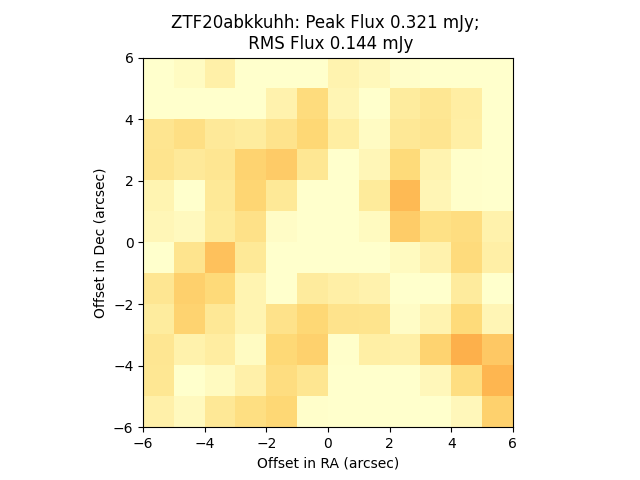 ZTF20abkkuhh: Peak Flux 0.321 mJy;
RMS Flux 0.144 mJy
6
4
2
0
−2
−4
−6
Offset in Dec (arcsec)
−6 −4 −2 0 2 4 6
Offset in RA (arcsec)